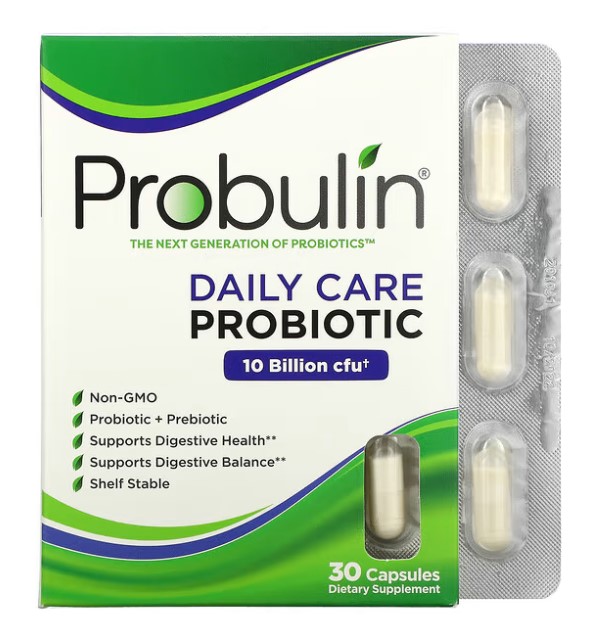 Probulin®
THE NEXT GENERATION OF PROBIOTICS™
DAILY CARE
PROBIOTIC
10 Billion cfu†
Non-GMO
Probiotic + Prebiotic
Supports Digestive Health**
Supports Digestive Balance**
Shelf Stable
30 Capsules
Dietary Supplement